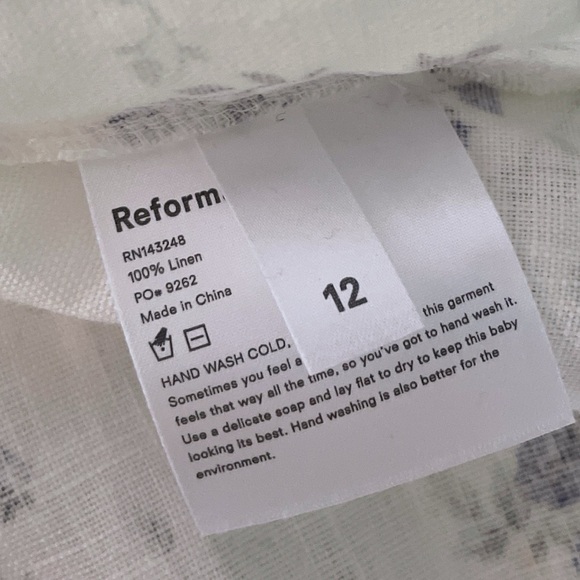 Reform
RN143248
100% Linen
PO# 9262
Made in China
12
HAND WASH COLD.
Sometimes you feel a this garment
feels that way all the time, so you've got to hand wash it.
Use a delicate soap and lay flat to dry to keep this baby
looking its best. Hand washing is also better for the
environment.